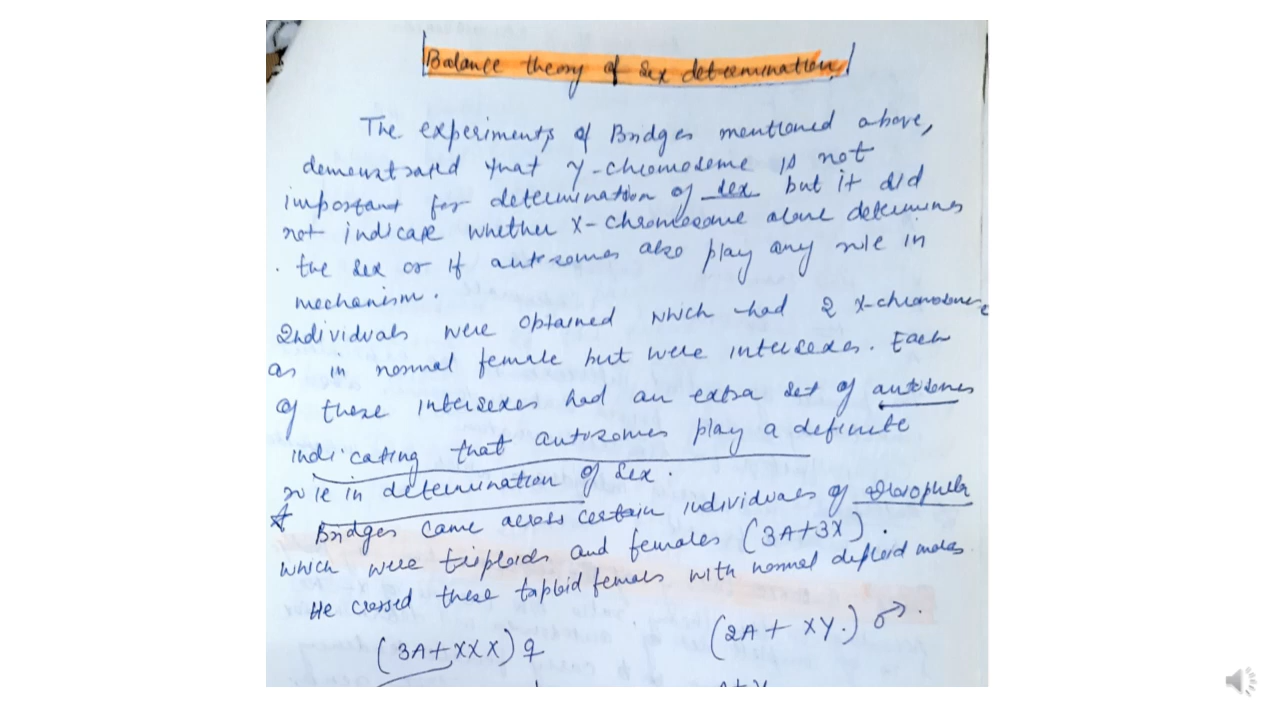 Balance theory of sex determination
The experiments of Bridges mentioned above,
demonstrated that Y-chromosome is not
important for determination of sex but it did
not indicate whether X-chromosome alone determines
the sex or if autosomes also play any role in
mechanism.
Individuals were obtained which had 2 X-chromosome
as in normal female but were intersexes. Each
of these intersexes had an extra set of autosomes
indicating that autosomes play a definite
role in determination of sex.
Bridges came across certain individuals of Drosophila
which were triploids and females (3A+3X).
He crossed these triploid females with normal diploid males
(3A+XXX) ♀ (2A+ XY.) ♂.